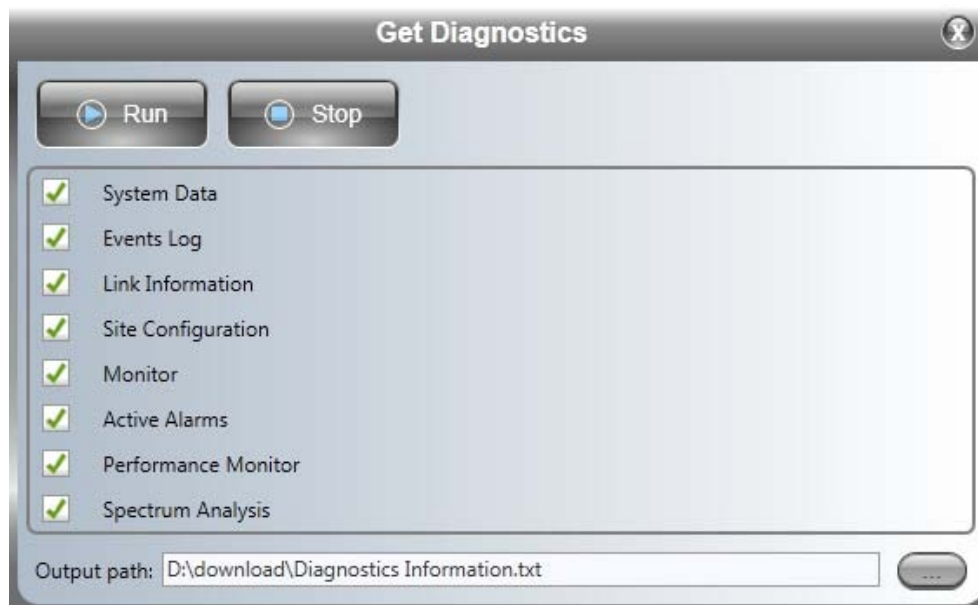 Get Diagnostics
X
Run Stop
System Data
Events Log
Link Information
Site Configuration
Monitor
Active Alarms
Performance Monitor
Spectrum Analysis
Output path: D:\download\Diagnostics Information.txt ...